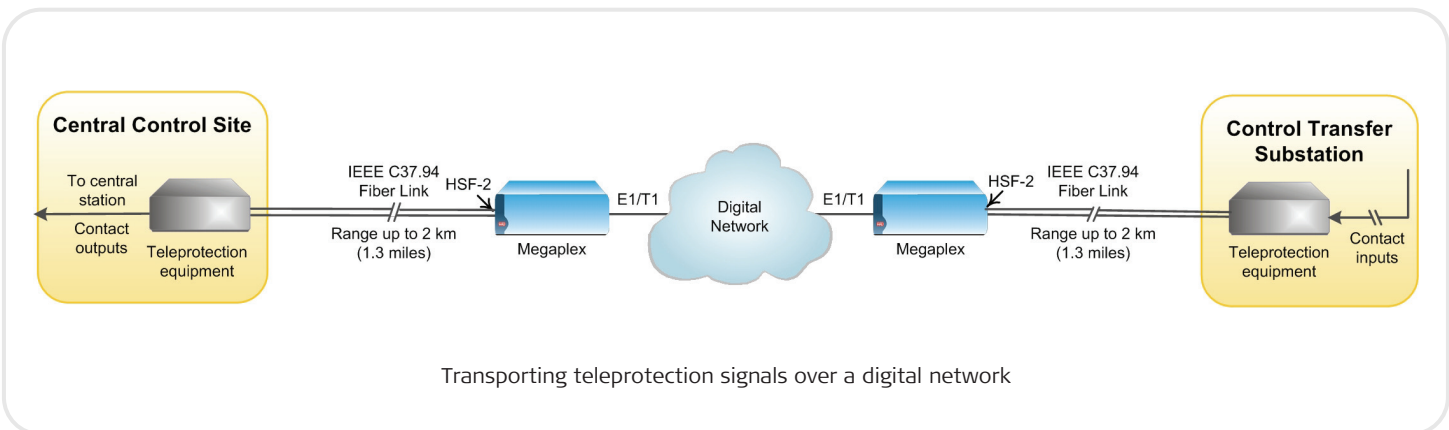 Central Control Site
To central
station
Contact
outputs
Teleprotection
equipment
IEEE C37.94
Fiber Link
Range up to 2 km
(1.3 miles)
HSF-2
Megaplex
E1/T1
Digital
Network
E1/T1
Megaplex
HSF-2
IEEE C37.94
Fiber Link
Range up to 2 km
(1.3 miles)
Control Transfer
Substation
Teleprotection
equipment
Contact
inputs
Transporting teleprotection signals over a digital network